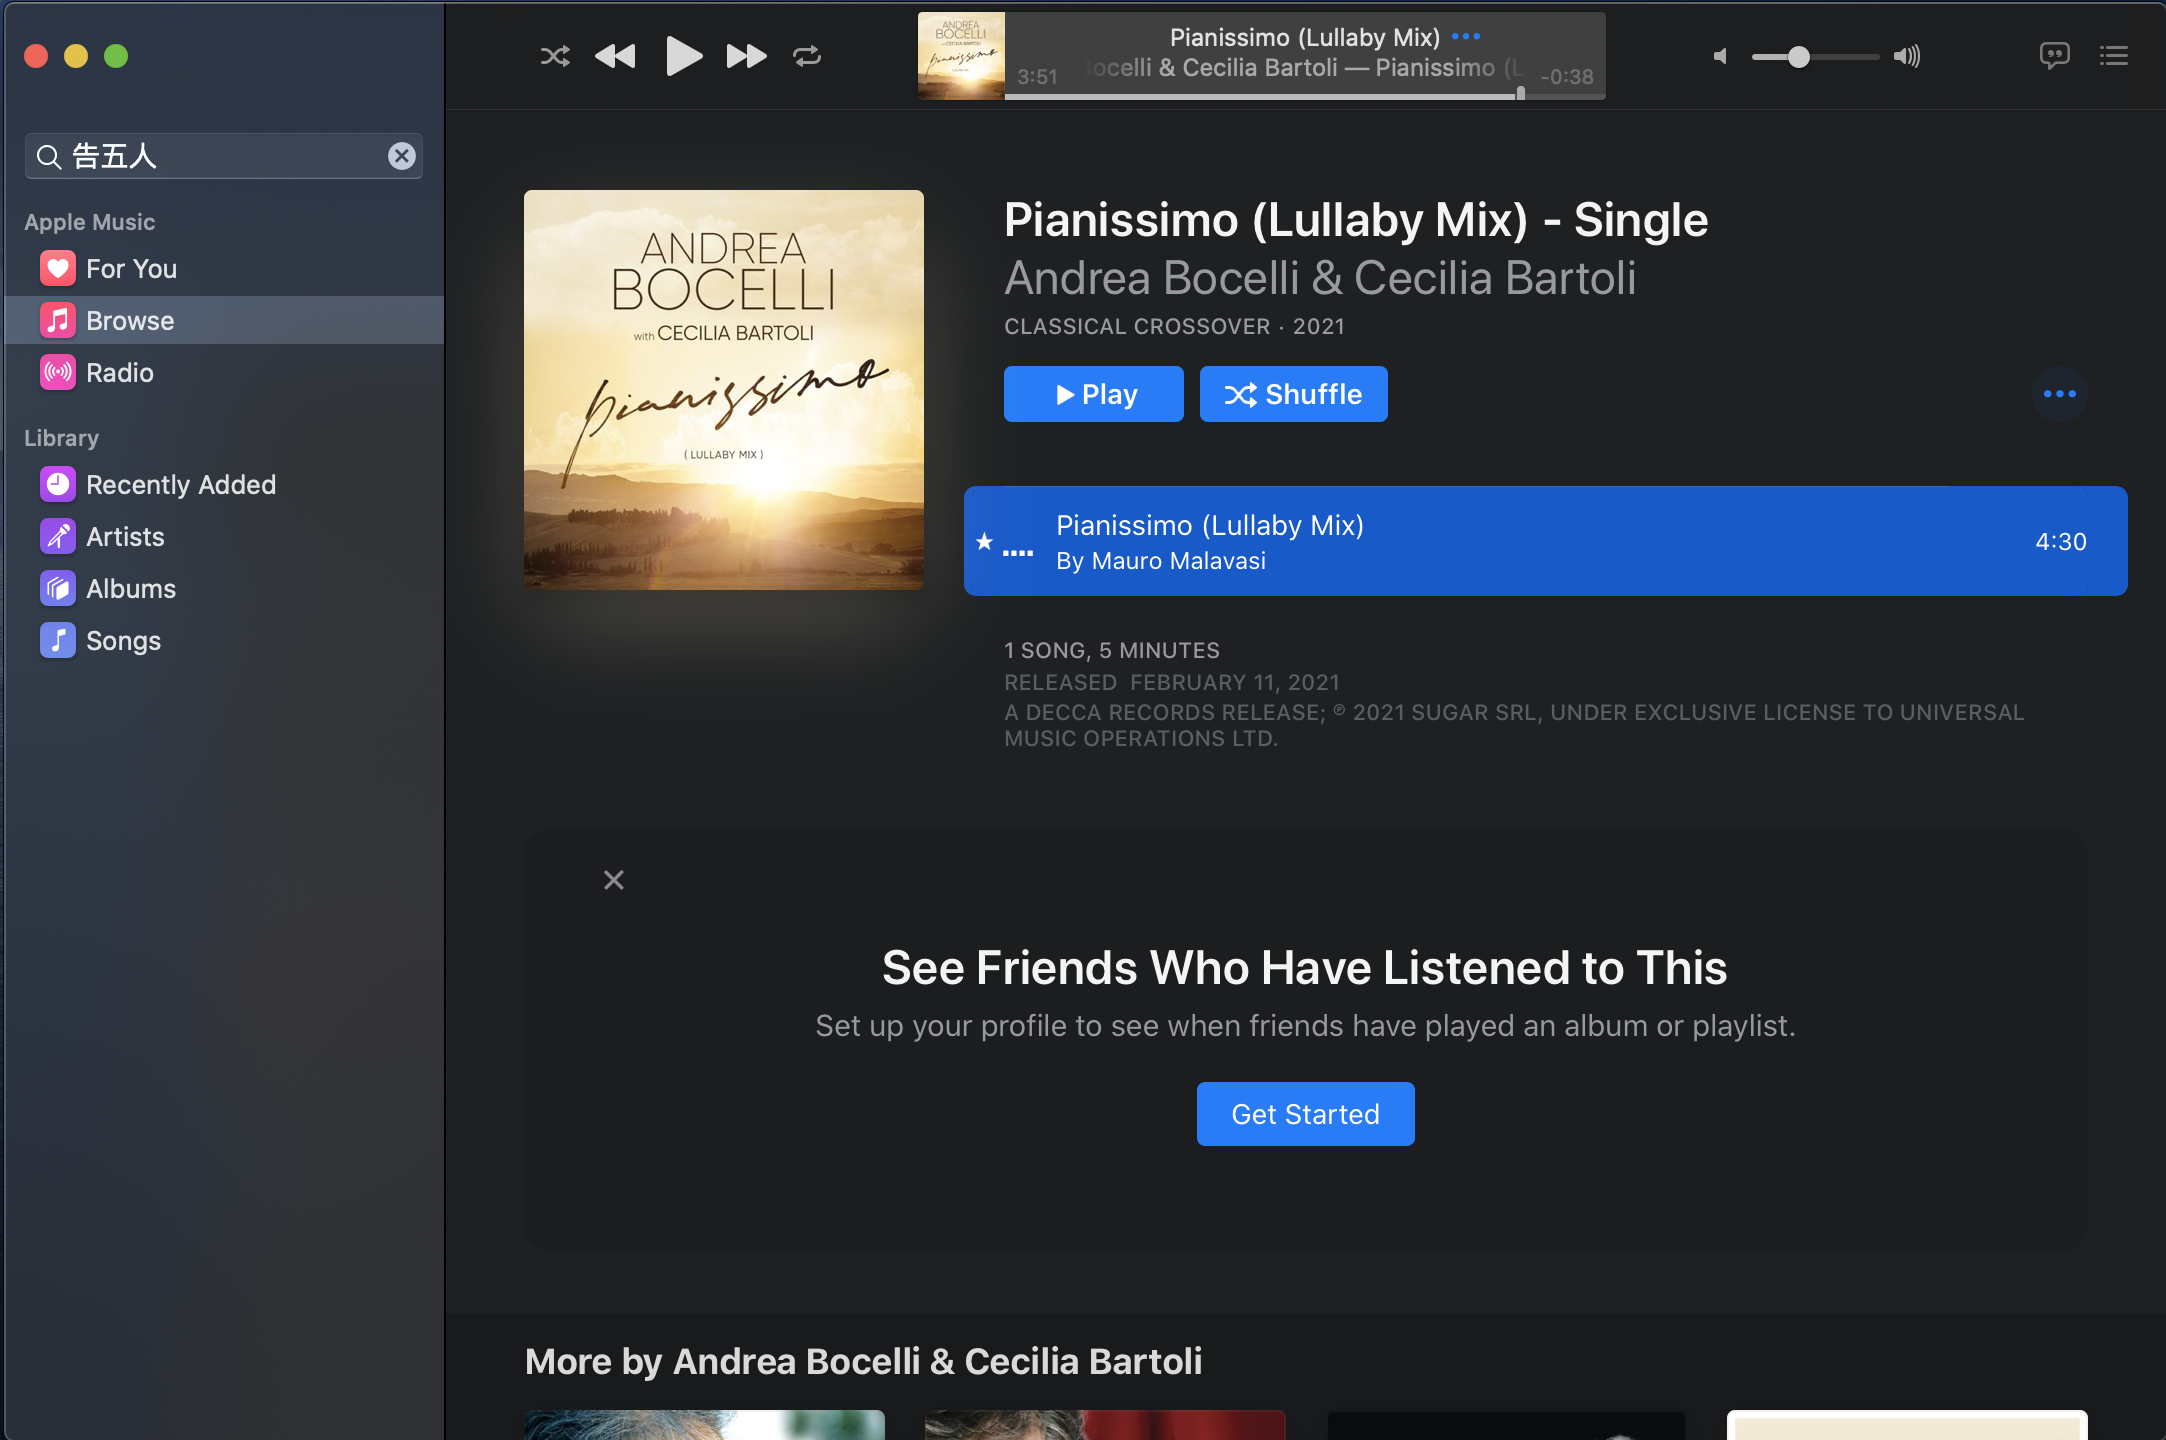 告五人
Apple Music
For You
Browse
Radio
Library
Recently Added
Artists
Albums
Songs
ANDREA
BOCELLI
Pianissimo (Lullaby Mix)
3:51
Bocelli & Cecilia Bartoli — Pianissimo (L
-0:38
ANDREA
BOCELLI
with CECILIA BARTOLI
pianissimo
( LULLABY MIX )
Pianissimo (Lullaby Mix) - Single
Andrea Bocelli & Cecilia Bartoli
CLASSICAL CROSSOVER · 2021
Play
Shuffle
Pianissimo (Lullaby Mix)
By Mauro Malavasi
4:30
1 SONG, 5 MINUTES
RELEASED FEBRUARY 11, 2021
A DECCA RECORDS RELEASE; ℗ 2021 SUGAR SRL, UNDER EXCLUSIVE LICENSE TO UNIVERSAL
MUSIC OPERATIONS LTD.
See Friends Who Have Listened to This
Set up your profile to see when friends have played an album or playlist.
Get Started
More by Andrea Bocelli & Cecilia Bartoli